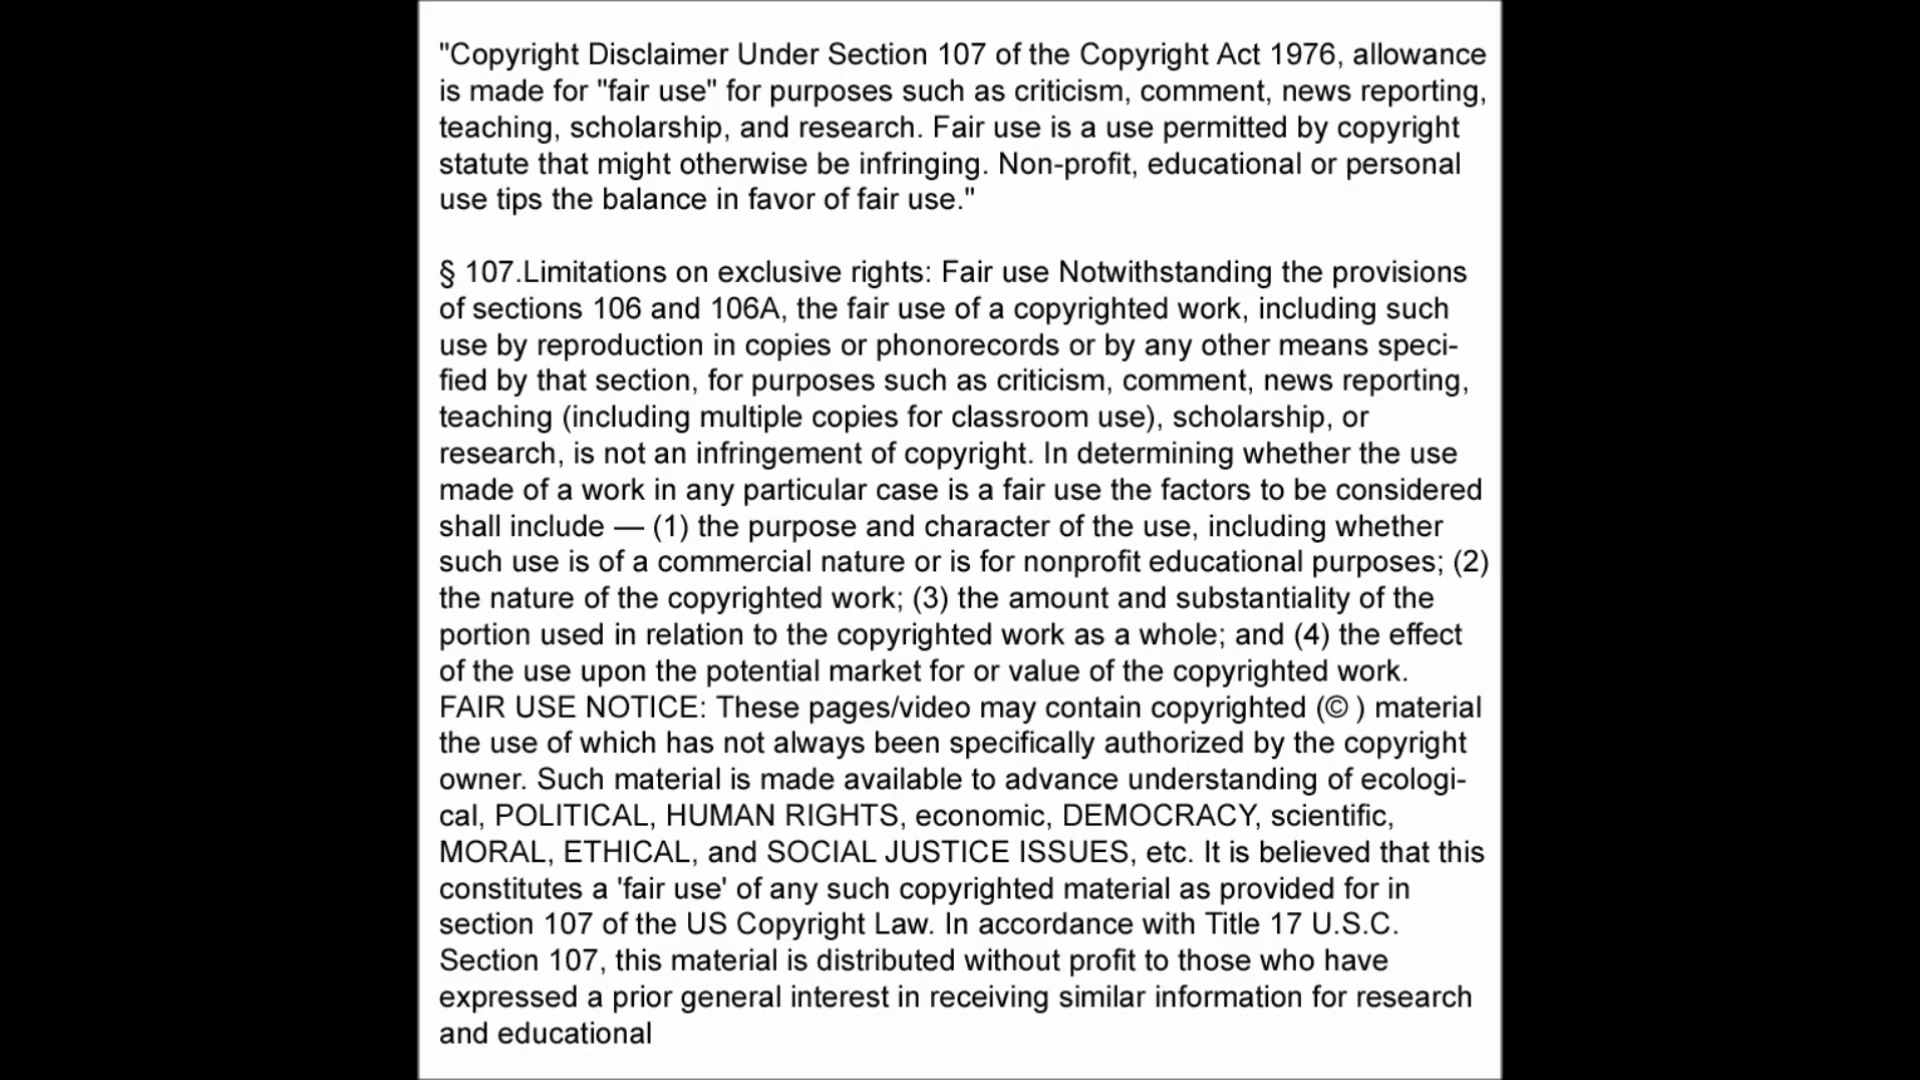 "Copyright Disclaimer Under Section 107 of the Copyright Act 1976, allowance
is made for "fair use" for purposes such as criticism, comment, news reporting,
teaching, scholarship, and research. Fair use is a use permitted by copyright
statute that might otherwise be infringing. Non-profit, educational or personal
use tips the balance in favor of fair use."
§ 107.Limitations on exclusive rights: Fair use Notwithstanding the provisions
of sections 106 and 106A, the fair use of a copyrighted work, including such
use by reproduction in copies or phonorecords or by any other means speci-
fied by that section, for purposes such as criticism, comment, news reporting,
teaching (including multiple copies for classroom use), scholarship, or
research, is not an infringement of copyright. In determining whether the use
made of a work in any particular case is a fair use the factors to be considered
shall include — (1) the purpose and character of the use, including whether
such use is of a commercial nature or is for nonprofit educational purposes; (2)
the nature of the copyrighted work; (3) the amount and substantiality of the
portion used in relation to the copyrighted work as a whole; and (4) the effect
of the use upon the potential market for or value of the copyrighted work.
FAIR USE NOTICE: These pages/video may contain copyrighted (© ) material
the use of which has not always been specifically authorized by the copyright
owner. Such material is made available to advance understanding of ecologi-
cal, POLITICAL, HUMAN RIGHTS, economic, DEMOCRACY, scientific,
MORAL, ETHICAL, and SOCIAL JUSTICE ISSUES, etc. It is believed that this
constitutes a 'fair use' of any such copyrighted material as provided for in
section 107 of the US Copyright Law. In accordance with Title 17 U.S.C.
Section 107, this material is distributed without profit to those who have
expressed a prior general interest in receiving similar information for research
and educational